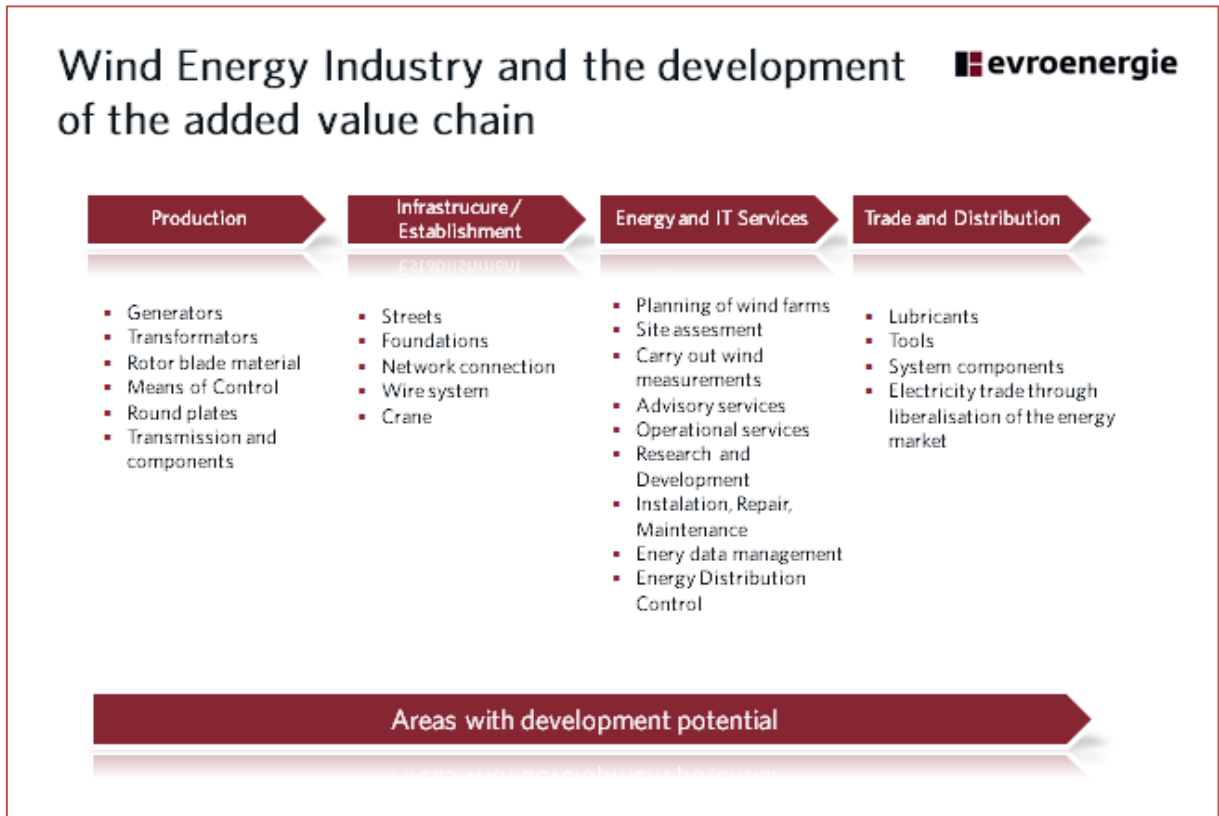 Wind Energy Industry and the development
of the added value chain
evroenergie
Production
Infrastrucure /
Establishment
Energy and IT Services
Trade and Distribution
Generators
Transformators
Rotor blade material
Means of Control
Round plates
Transmission and
components
Streets
Foundations
Network connection
Wire system
Crane
Planning of wind farms
Site assesment
Carry out wind
measurements
Advisory services
Operational services
Research and
Development
Instalation, Repair,
Maintenance
Enery data management
Energy Distribution
Control
Lubricants
Tools
System components
Electricity trade through
liberalisation of the energy
market
Areas with development potential